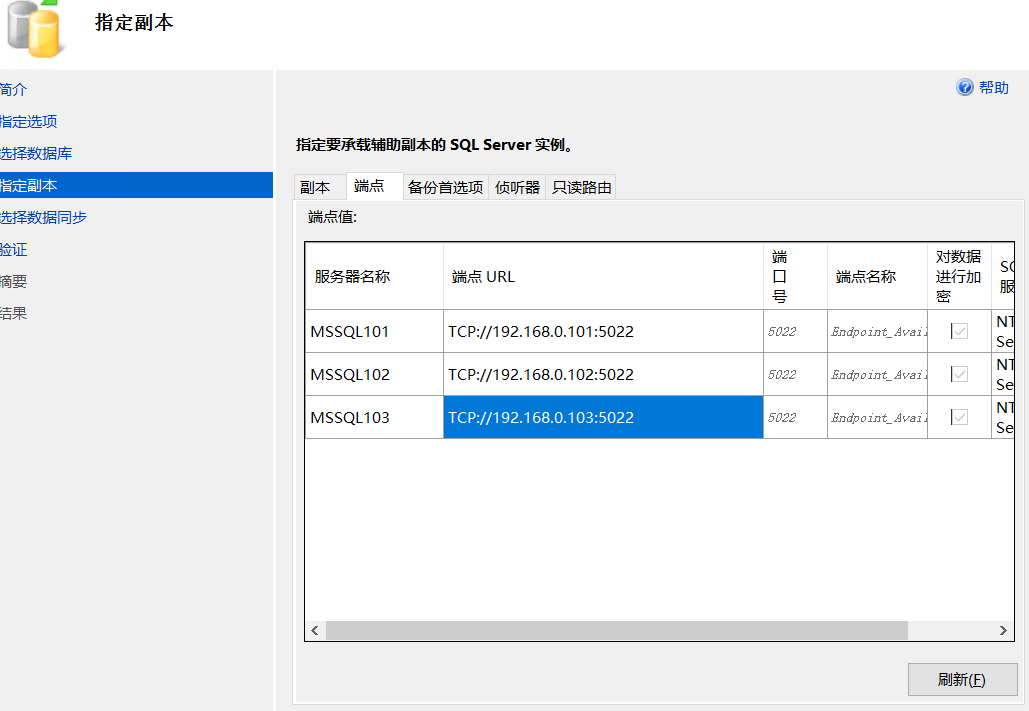 指定副本
简介
指定选项
选择数据库
指定副本
选择数据同步
验证
摘要
结果
帮助
指定要承载辅助副本的 SQL Server 实例。
副本 端点 备份首选项 侦听器 只读路由
端点值:
服务器名称 端点 URL 端口号 端点名称 对数据进行加密
MSSQL101 TCP://192.168.0.101:5022 5022 Endpoint_Avail NT Se
MSSQL102 TCP://192.168.0.102:5022 5022 Endpoint_Avail NT Se
MSSQL103 TCP://192.168.0.103:5022 5022 Endpoint_Avail NT Se
刷新(F)